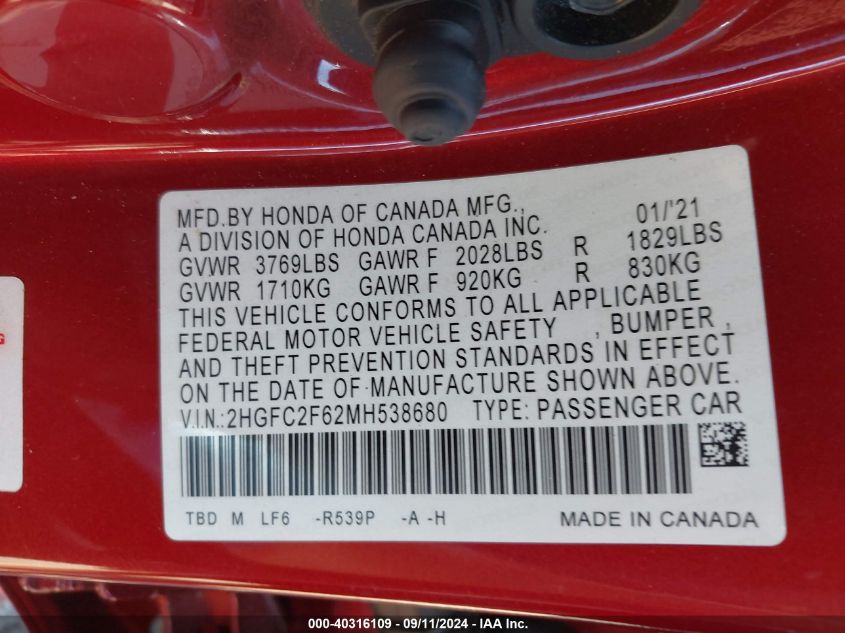 MFD.BY HONDA OF CANADA MFG., 01/'21
A DIVISION OF HONDA CANADA INC.
GVWR 3769LBS GAWR F 2028LBS R 1829LBS
GVWR 1710KG GAWR F 920KG R 830KG
THIS VEHICLE CONFORMS TO ALL APPLICABLE
FEDERAL MOTOR VEHICLE SAFETY , BUMPER ,
AND THEFT PREVENTION STANDARDS IN EFFECT
ON THE DATE OF MANUFACTURE SHOWN ABOVE.
V.I.N.:2HGFC2F62MH538680 TYPE: PASSENGER CAR
TBD M LF6 -R539P -A -H MADE IN CANADA
000-40316109 - 09/11/2024 - IAA Inc.